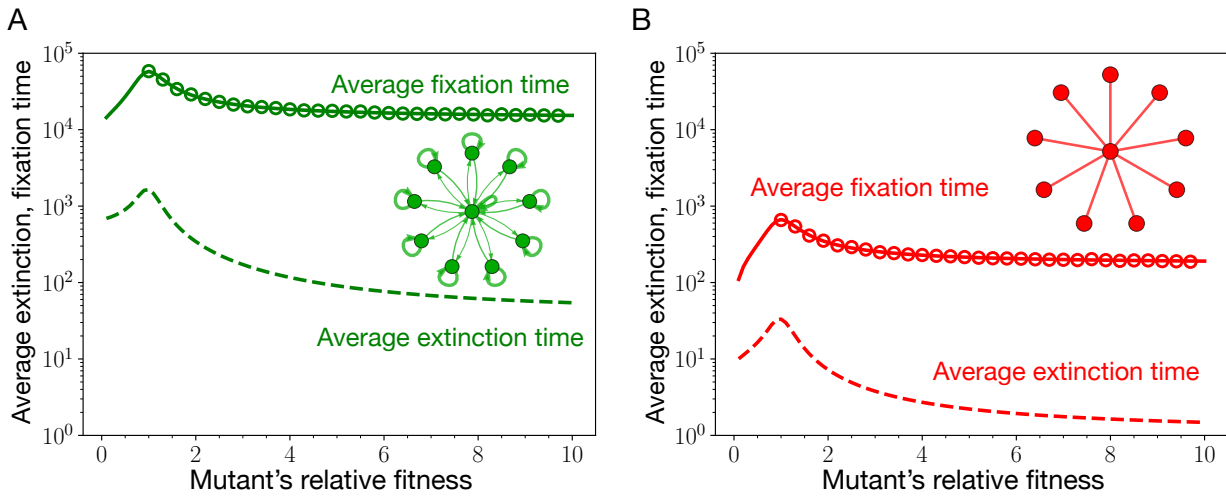 A
Average extinction, fixation time
10^5
10^4
10^3
10^2
10^1
10^0
Average fixation time
Average extinction time
0 2 4 6 8 10
Mutant's relative fitness
B
Average extinction, fixation time
10^5
10^4
10^3
10^2
10^1
10^0
Average fixation time
Average extinction time
0 2 4 6 8 10
Mutant's relative fitness